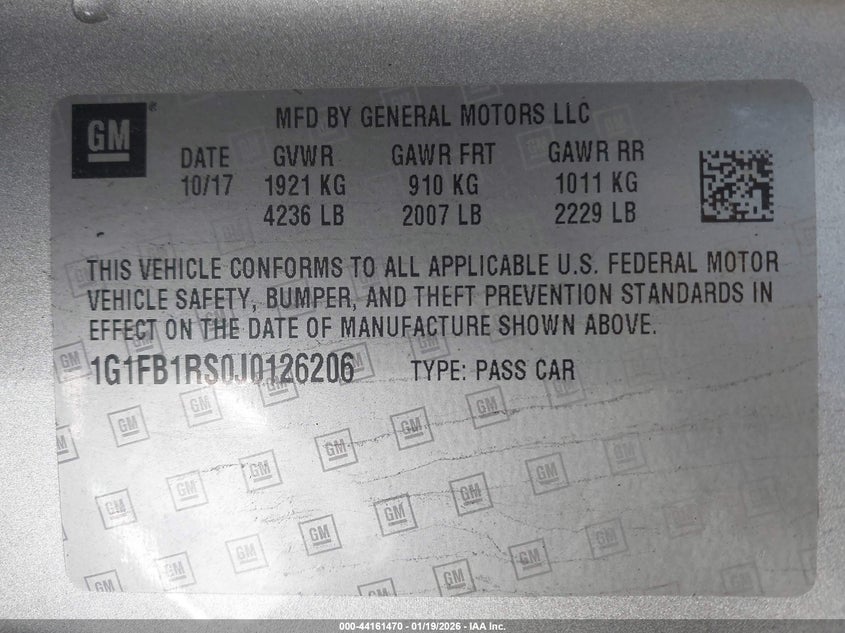 GM
MFD BY GENERAL MOTORS LLC
DATE GVWR GAWR FRT GAWR RR
10/17 1921 KG 910 KG 1011 KG
4236 LB 2007 LB 2229 LB
THIS VEHICLE CONFORMS TO ALL APPLICABLE U.S. FEDERAL MOTOR
VEHICLE SAFETY, BUMPER, AND THEFT PREVENTION STANDARDS IN
EFFECT ON THE DATE OF MANUFACTURE SHOWN ABOVE.
1G1FB1RS0J0126206 TYPE: PASS CAR
000-44161470 - 01/19/2026 - IAA Inc.